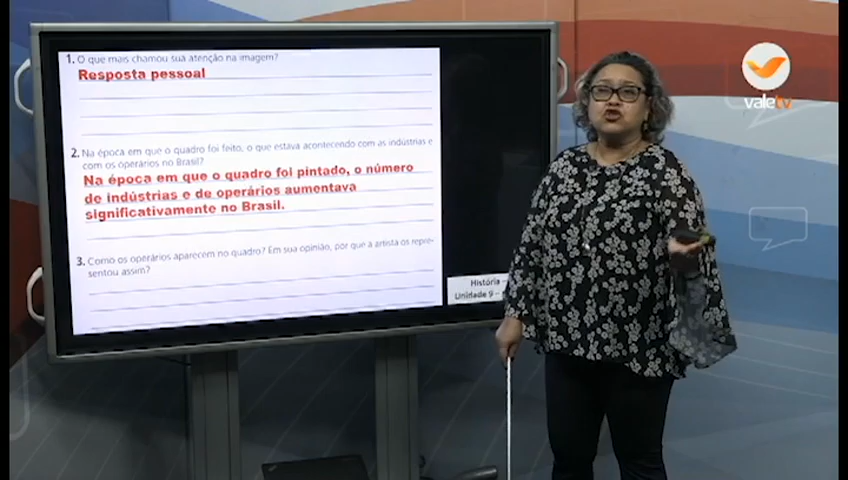 1. O que mais chamou sua atenção na imagem?
Resposta pessoal
2. Na época em que o quadro foi feito, o que estava acontecendo com as indústrias e
com os operários no Brasil?
Na época em que o quadro foi pintado, o número
de indústrias e de operários aumentava
significativamente no Brasil.
3. Como os operários aparecem no quadro? Em sua opinião, por que a artista os repre-
sentou assim?
História –
Unidade 9 –
valetv